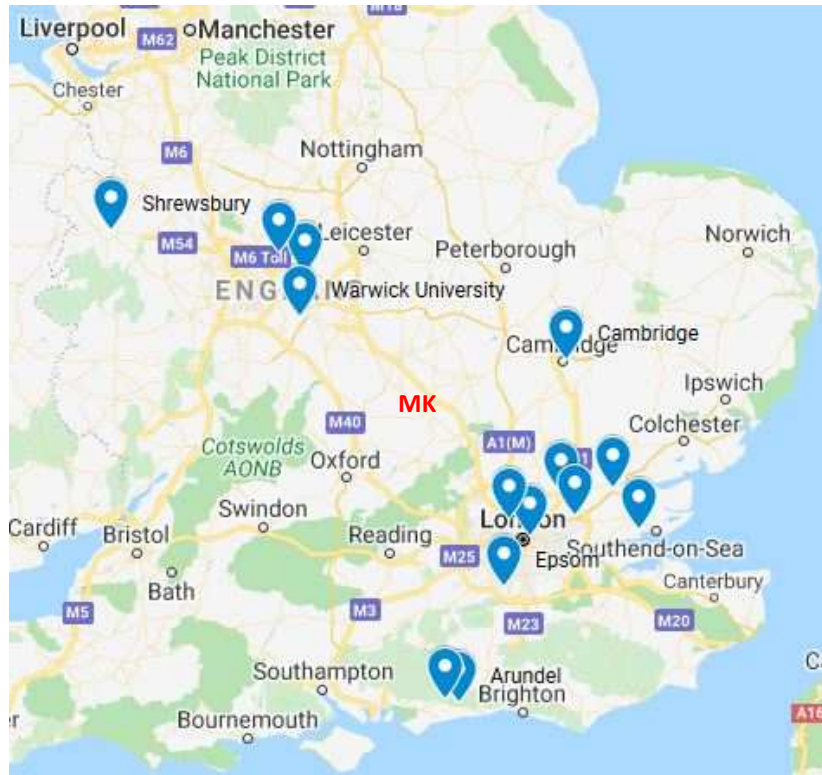 M18
Liverpool
M62
Manchester
Peak District
National Park
Chester
M6
Nottingham
Shrewsbury
Leicester
M54
M6 Toll
Norwich
Peterborough
Warwick University
Cambridge
Ipswich
MK
Colchester
M40
A1(M)
Cotswolds
AONB
Oxford
Swindon
Cardiff
Bristol
Reading
London
Southend-on-Sea
M25
Epsom
Bath
Canterbury
M5
M3
M23
M20
Southampton
Arundel
Brighton
Bournemouth
A16